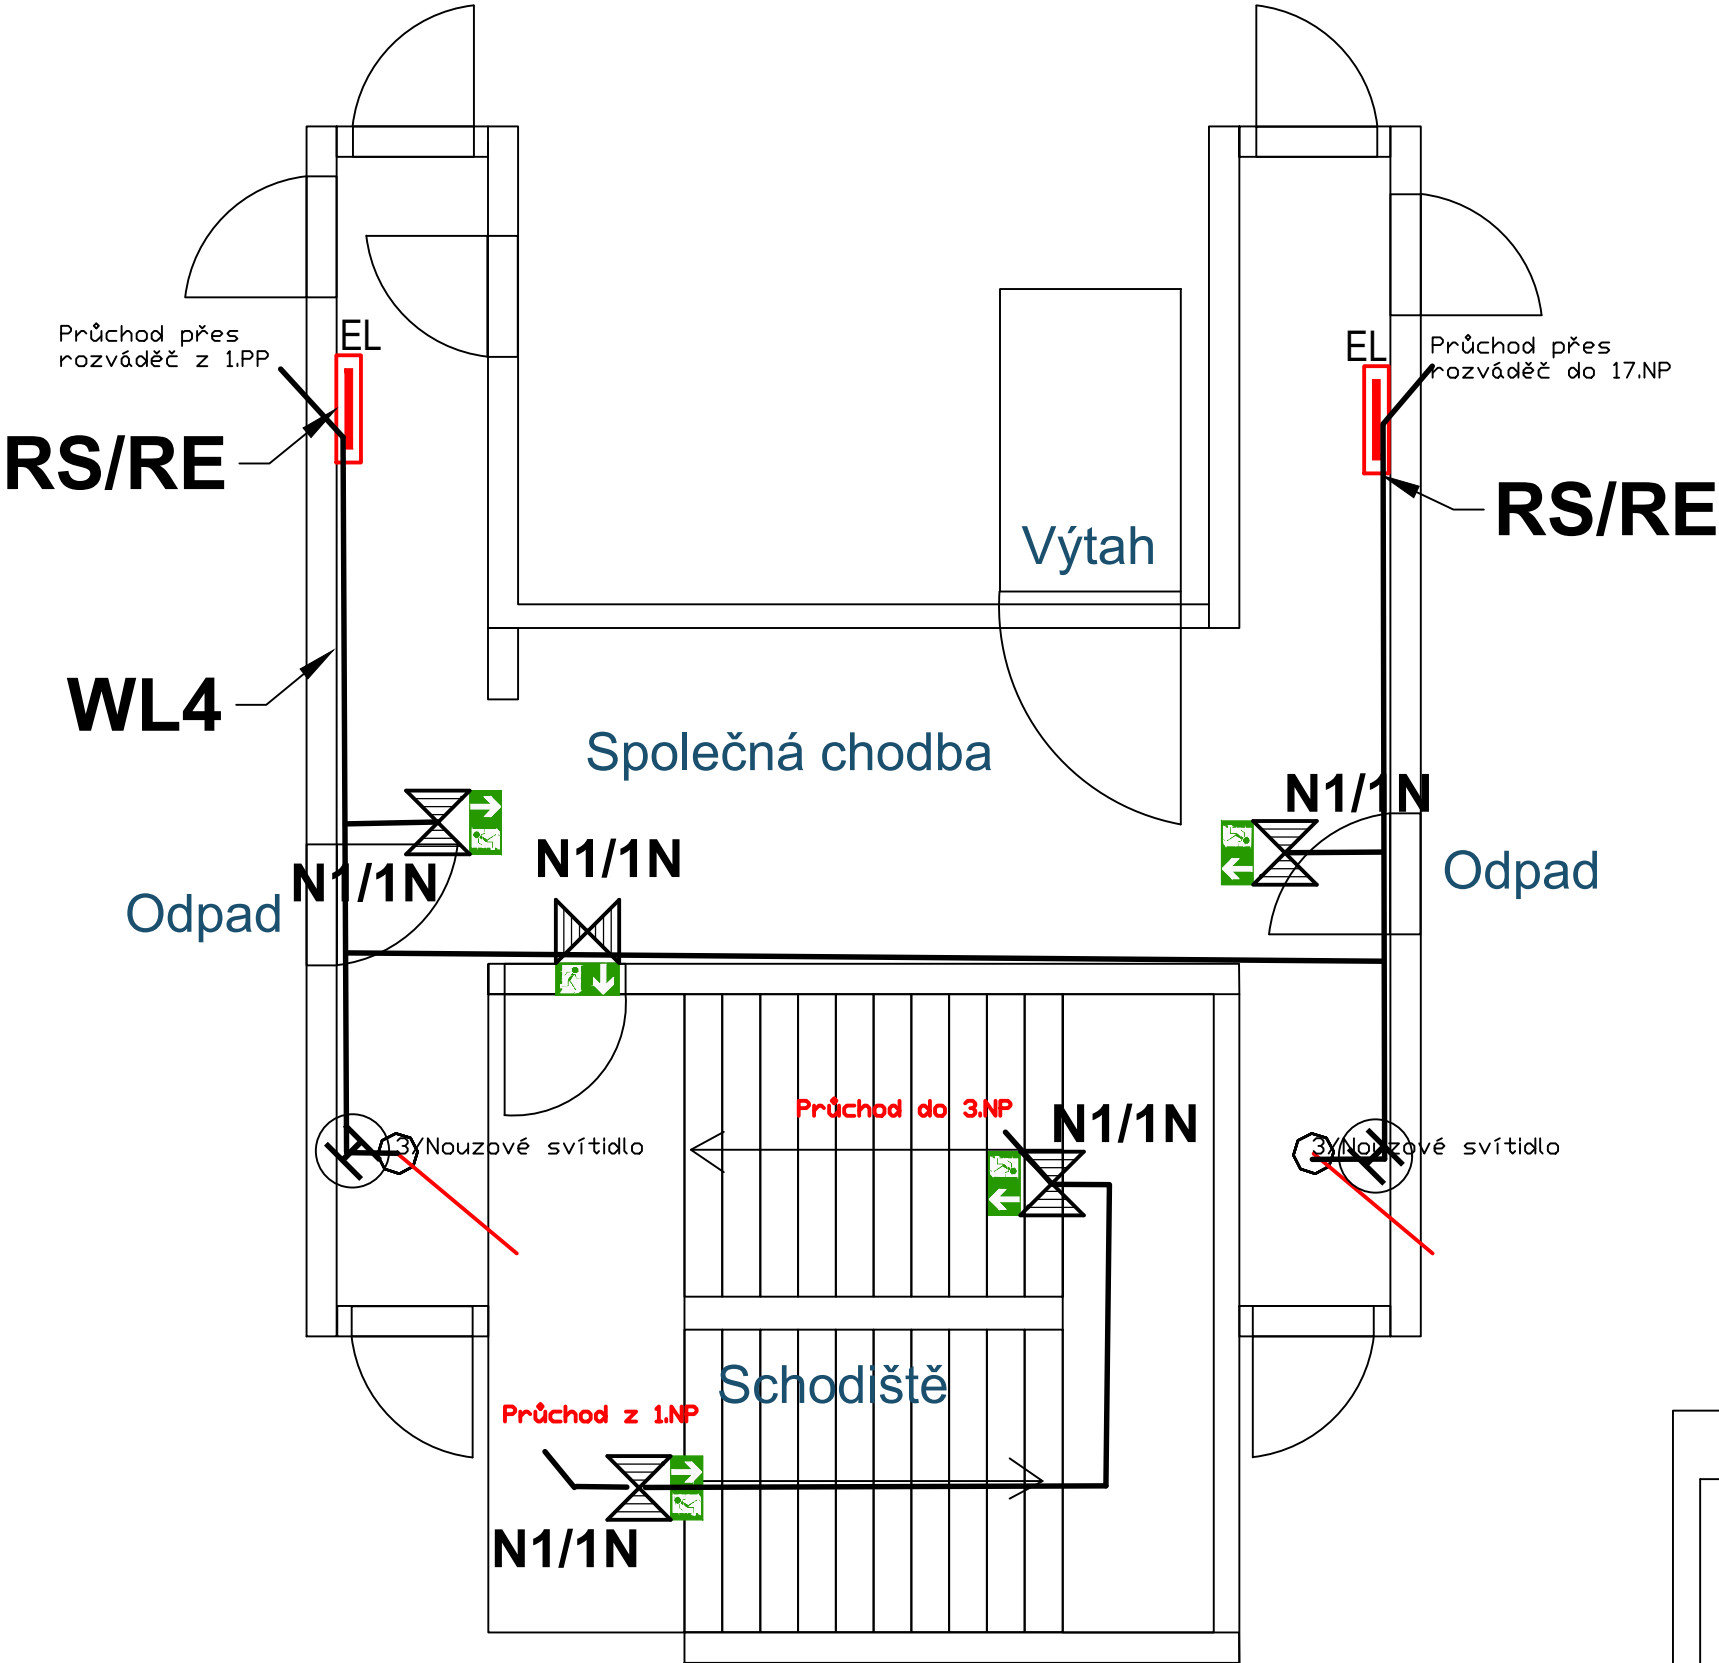 EL
Průchod přes
rozváděč z 1.PP
EL
Průchod přes
rozváděč do 17.NP
RS/RE
RS/RE
Výtah
WL4
Společná chodba
N1/1N
N1/1N
N1/1N
Odpad
Odpad
Průchod do 3.NP
N1/1N
3/Nouzové svítidlo
3/Nouzové svítidlo
Schodiště
Průchod z 1.NP
N1/1N